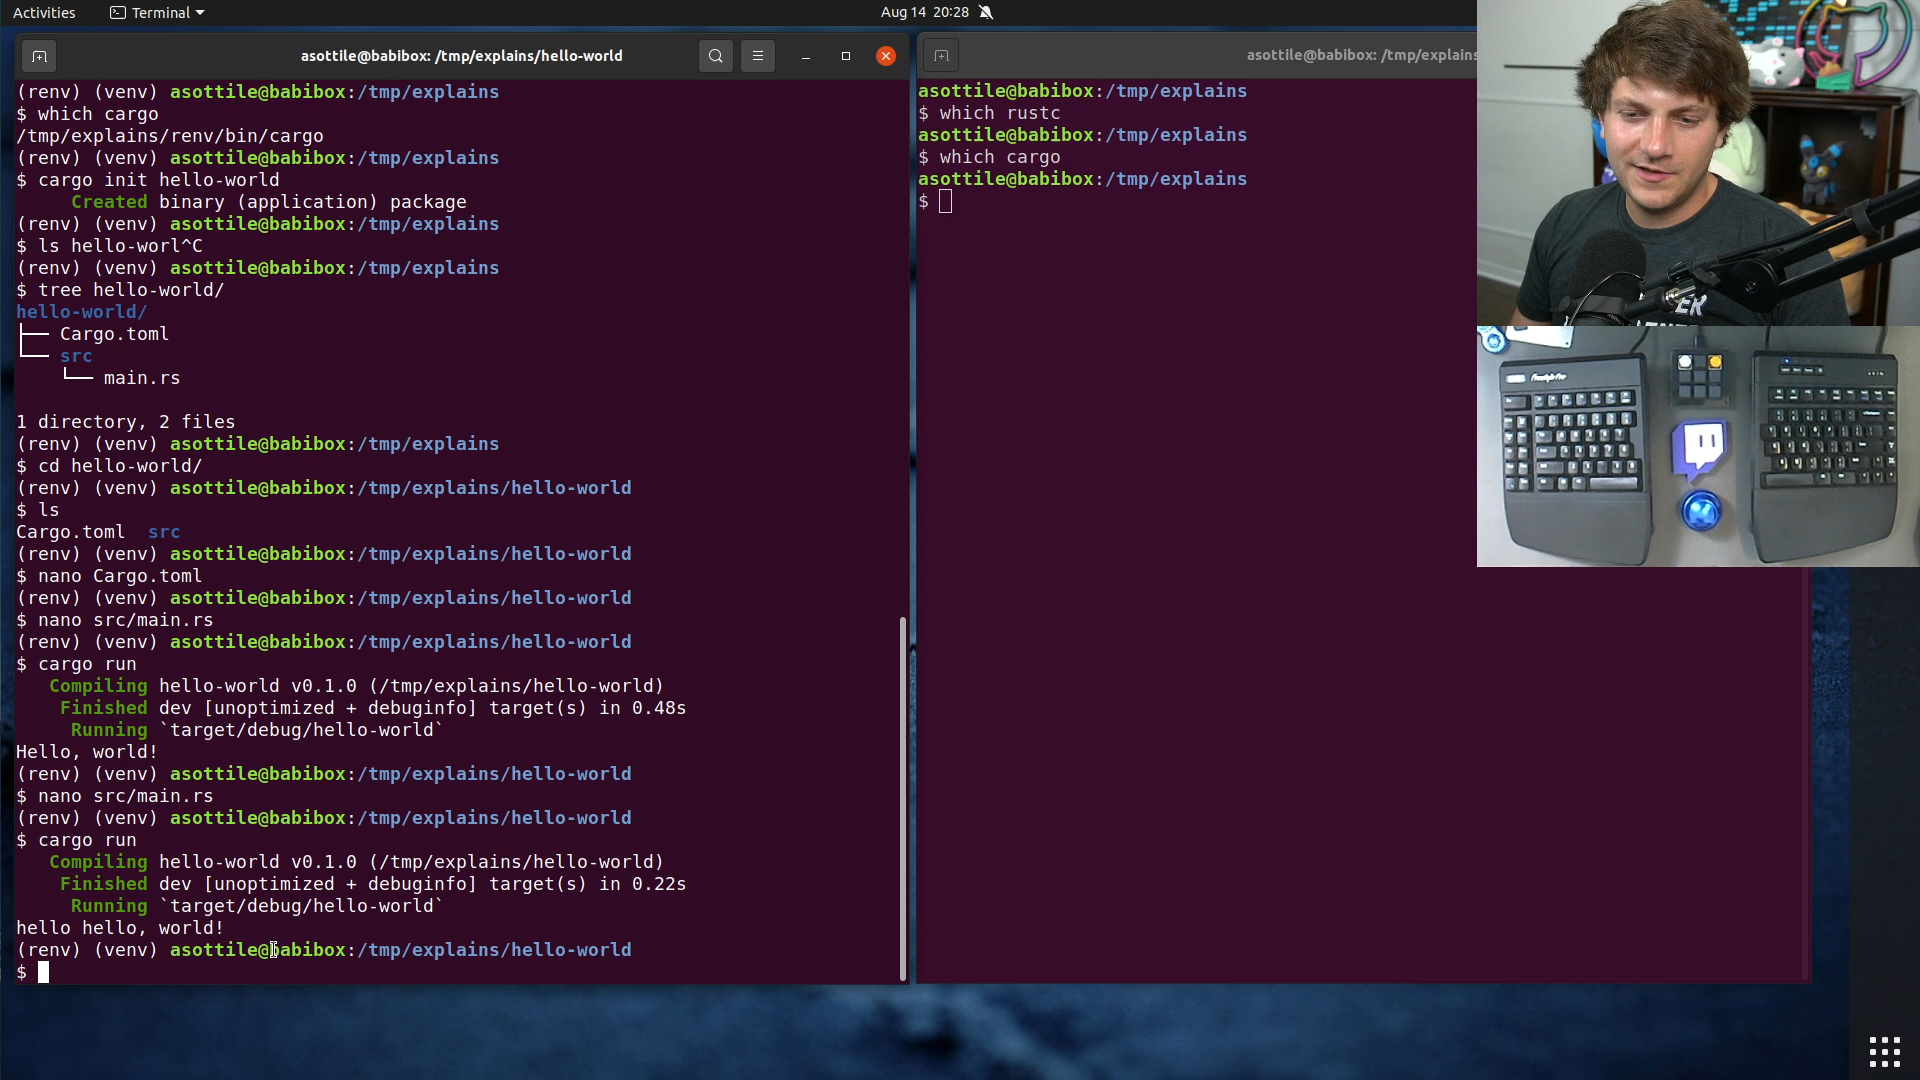 Activities
Terminal
Aug 14 20:28
asottile@babibox: /tmp/explains/hello-world
(renv) (venv) asottile@babibox:/tmp/explains
$ which cargo
/tmp/explains/renv/bin/cargo
(renv) (venv) asottile@babibox:/tmp/explains
$ cargo init hello-world
Created binary (application) package
(renv) (venv) asottile@babibox:/tmp/explains
$ ls hello-worl^C
(renv) (venv) asottile@babibox:/tmp/explains
$ tree hello-world/
hello-world/
├── Cargo.toml
└── src
└── main.rs
1 directory, 2 files
(renv) (venv) asottile@babibox:/tmp/explains
$ cd hello-world/
(renv) (venv) asottile@babibox:/tmp/explains/hello-world
$ ls
Cargo.toml src
(renv) (venv) asottile@babibox:/tmp/explains/hello-world
$ nano Cargo.toml
(renv) (venv) asottile@babibox:/tmp/explains/hello-world
$ nano src/main.rs
(renv) (venv) asottile@babibox:/tmp/explains/hello-world
$ cargo run
Compiling hello-world v0.1.0 (/tmp/explains/hello-world)
Finished dev [unoptimized + debuginfo] target(s) in 0.48s
Running `target/debug/hello-world`
Hello, world!
(renv) (venv) asottile@babibox:/tmp/explains/hello-world
$ nano src/main.rs
(renv) (venv) asottile@babibox:/tmp/explains/hello-world
$ cargo run
Compiling hello-world v0.1.0 (/tmp/explains/hello-world)
Finished dev [unoptimized + debuginfo] target(s) in 0.22s
Running `target/debug/hello-world`
hello hello, world!
(renv) (venv) asottile@babibox:/tmp/explains/hello-world
$
asottile@babibox: /tmp/explains
asottile@babibox:/tmp/explains
$ which rustc
asottile@babibox:/tmp/explains
$ which cargo
asottile@babibox:/tmp/explains
$